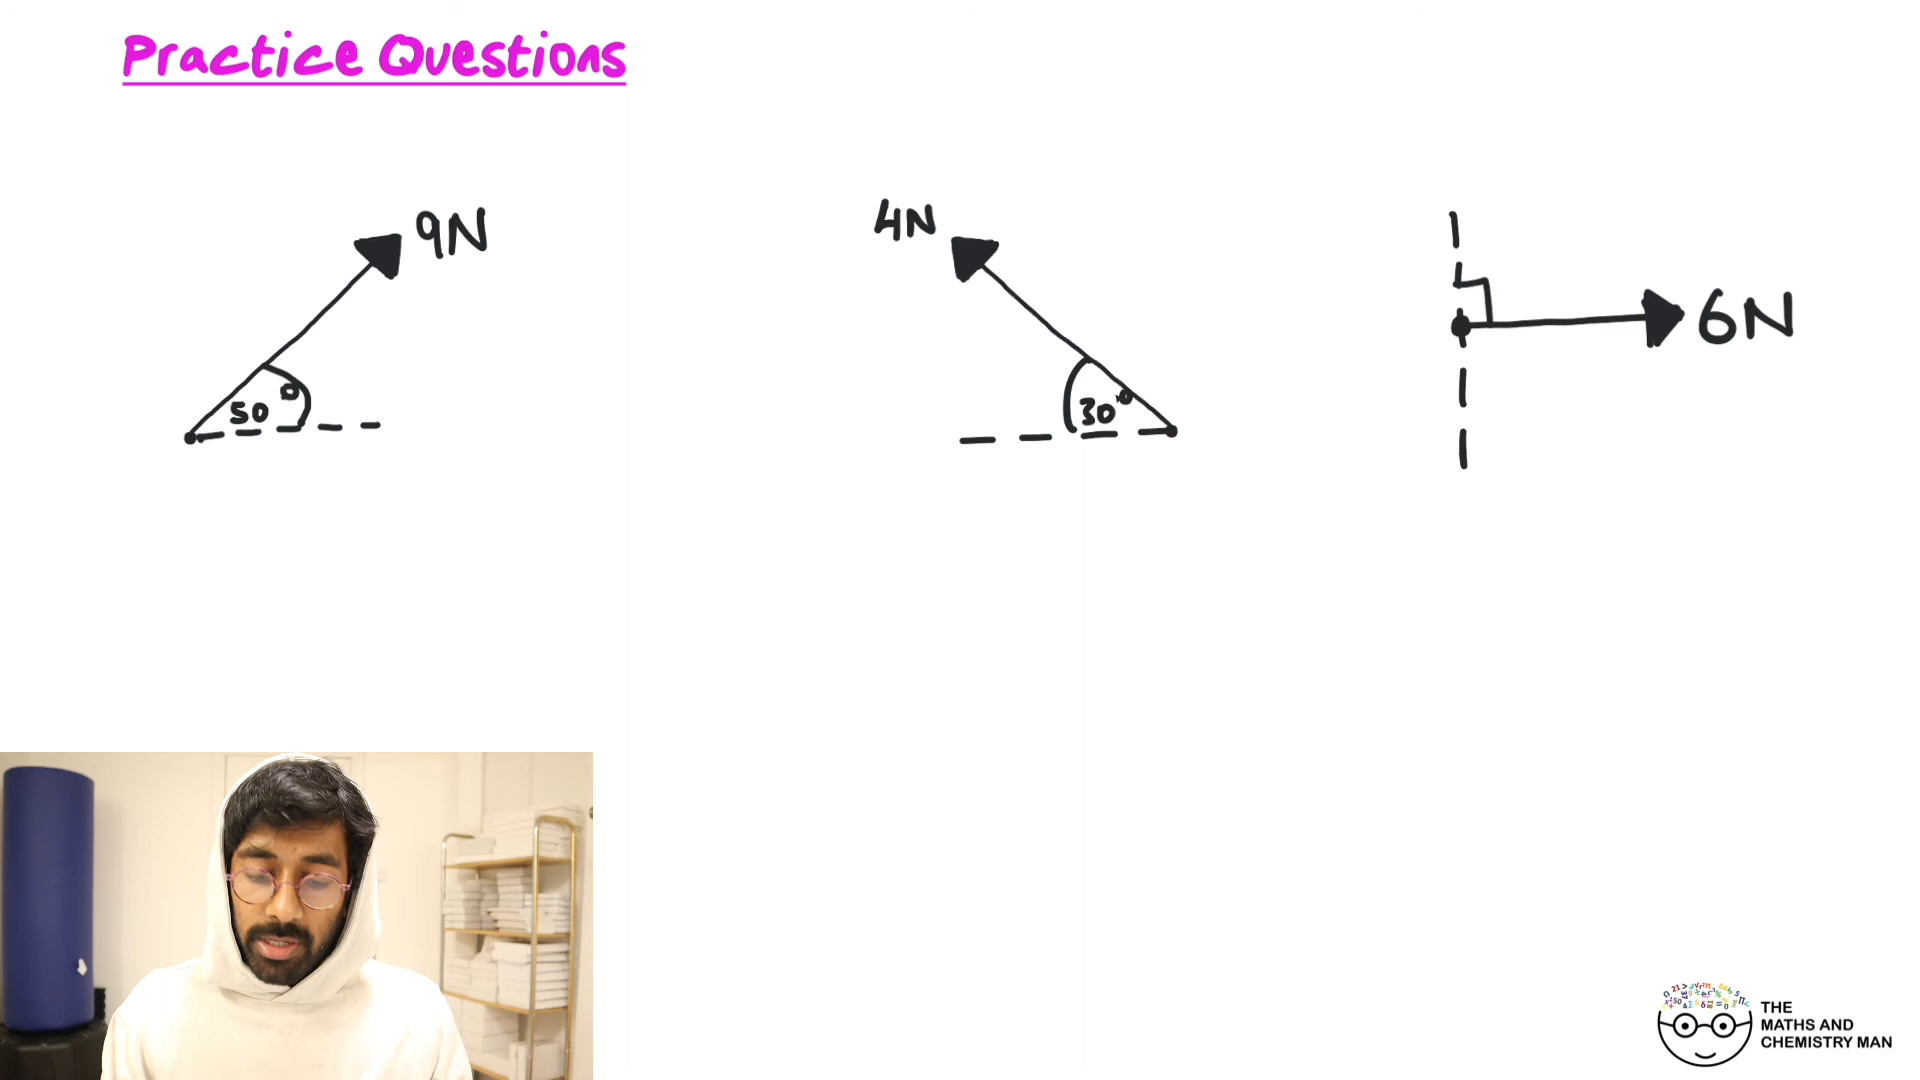 Practice Questions
9N
50°
4N
30°
6N
THE
MATHS AND
CHEMISTRY MAN